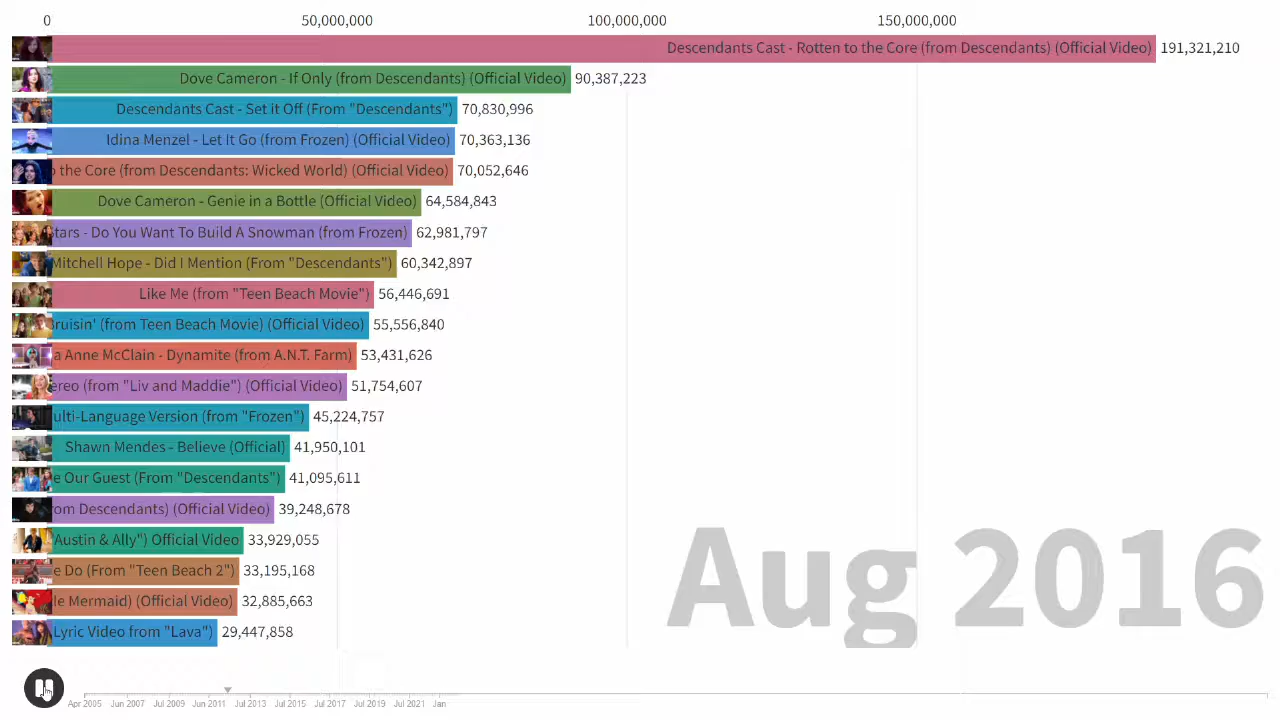 0 50,000,000 100,000,000 150,000,000
Descendants Cast - Rotten to the Core (from Descendants) (Official Video) 191,321,210
Dove Cameron - If Only (from Descendants) (Official Video) 90,387,223
Descendants Cast - Set it Off (From "Descendants") 70,830,996
Idina Menzel - Let It Go (from Frozen) (Official Video) 70,363,136
the Core (from Descendants: Wicked World) (Official Video) 70,052,646
Dove Cameron - Genie in a Bottle (Official Video) 64,584,843
tars - Do You Want To Build A Snowman (from Frozen) 62,981,797
Mitchell Hope - Did I Mention (From "Descendants") 60,342,897
Like Me (from "Teen Beach Movie") 56,446,691
ruisin' (from Teen Beach Movie) (Official Video) 55,556,840
a Anne McClain - Dynamite (from A.N.T. Farm) 53,431,626
ereo (from "Liv and Maddie") (Official Video) 51,754,607
ulti-Language Version (from "Frozen") 45,224,757
Shawn Mendes - Believe (Official) 41,950,101
e Our Guest (From "Descendants") 41,095,611
om Descendants) (Official Video) 39,248,678
Austin & Ally") Official Video 33,929,055
e Do (From "Teen Beach 2") 33,195,168
le Mermaid) (Official Video) 32,885,663
Lyric Video from "Lava") 29,447,858
Aug 2016
Apr 2005 Jun 2007 Jul 2009 Jun 2011 Jul 2013 Jul 2015 Jul 2017 Jul 2019 Jul 2021 Jan